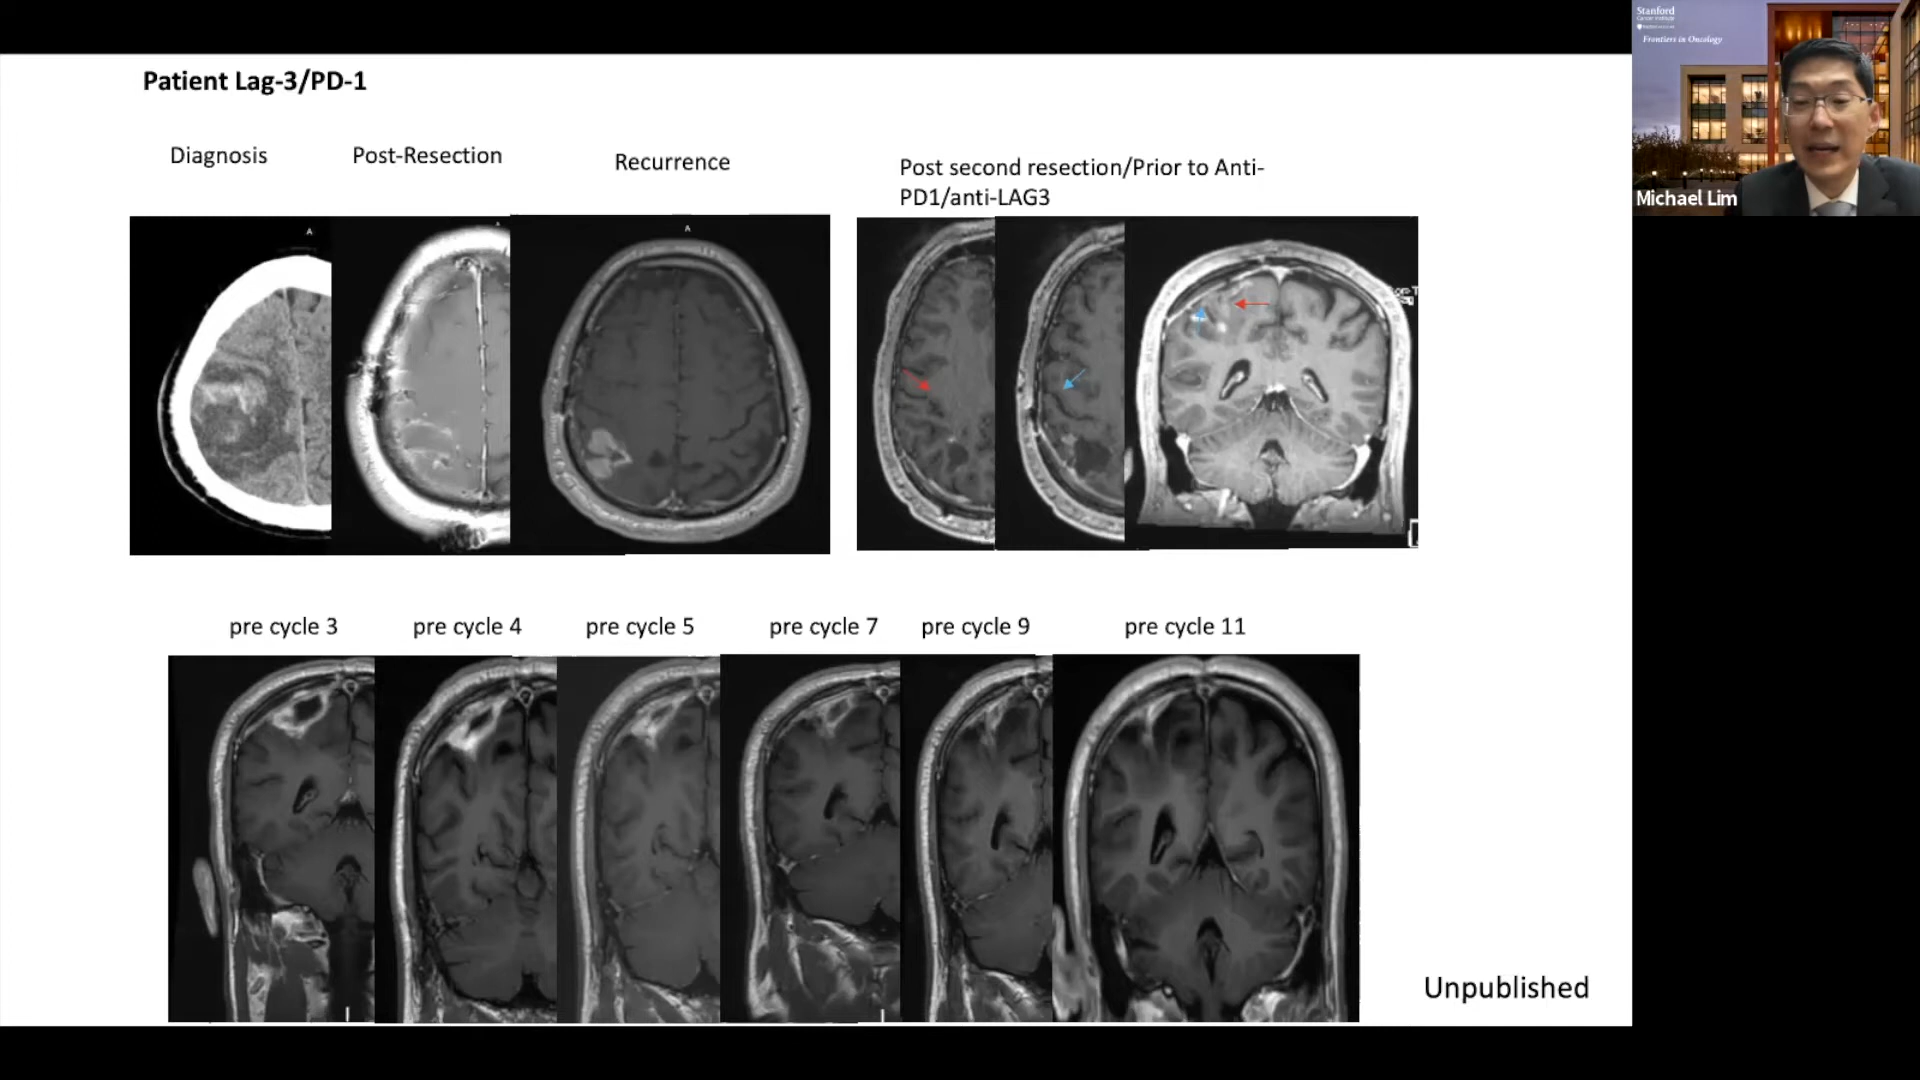 Patient Lag-3/PD-1
Diagnosis
Post-Resection
Recurrence
Post second resection/Prior to Anti-
PD1/anti-LAG3
A
A
A
pre cycle 3
pre cycle 4
pre cycle 5
pre cycle 7
pre cycle 9
pre cycle 11
Unpublished
Stanford
Frontiers in Oncology
Michael Lim